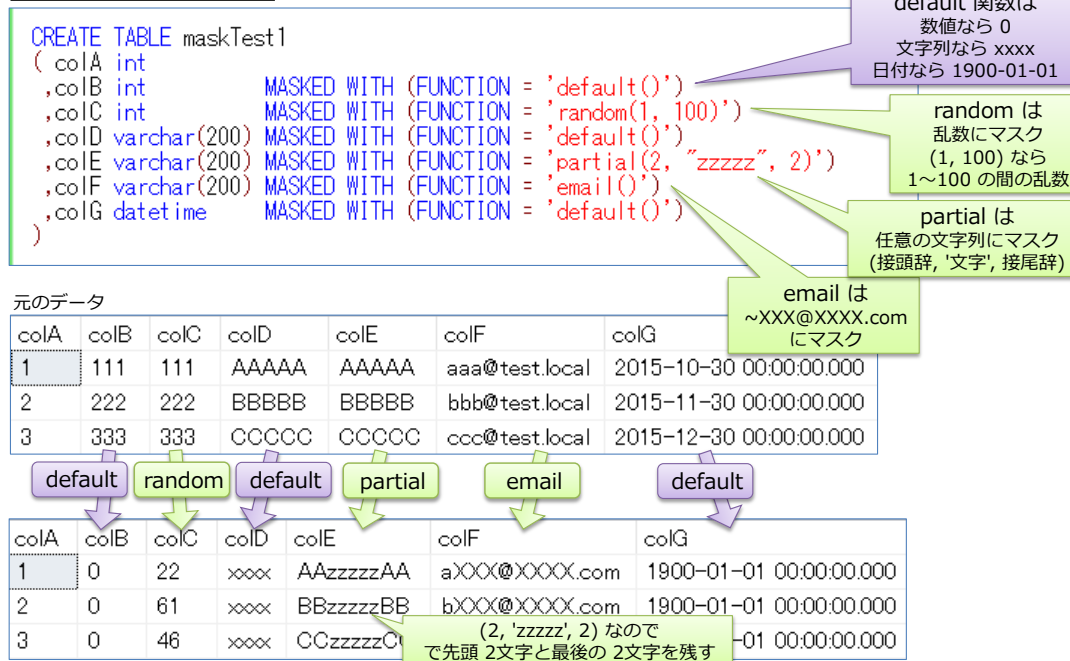 default 関数は
数値なら 0
文字列なら xxxx
日付なら 1900-01-01
CREATE TABLE maskTest1
( colA int
,colB int MASKED WITH (FUNCTION = 'default()')
,colC int MASKED WITH (FUNCTION = 'random(1, 100)')
,colD varchar(200) MASKED WITH (FUNCTION = 'default()')
,colE varchar(200) MASKED WITH (FUNCTION = 'partial(2, "zzzzz", 2)')
,colF varchar(200) MASKED WITH (FUNCTION = 'email()')
,colG datetime MASKED WITH (FUNCTION = 'default()')
)
random は
乱数にマスク
(1, 100) なら
1～100 の間の乱数
partial は
任意の文字列にマスク
(接頭辞, '文字', 接尾辞)
email は
~XXX@XXXX.com
にマスク
元のデータ
colA colB colC colD colE colF colG
1 111 111 AAAAA AAAAA aaa@test.local 2015-10-30 00:00:00.000
2 222 222 BBBBB BBBBB bbb@test.local 2015-11-30 00:00:00.000
3 333 333 CCCCC CCCCC ccc@test.local 2015-12-30 00:00:00.000
default random default partial email default
colA colB colC colD colE colF colG
1 0 22 xxxx AAzzzzzAA aXXX@XXXX.com 1900-01-01 00:00:00.000
2 0 61 xxxx BBzzzzzBB bXXX@XXXX.com 1900-01-01 00:00:00.000
3 0 46 xxxx CCzzzzzC -01-01 00:00:00.000
(2, 'zzzzz', 2) なので
で先頭 2文字と最後の 2文字を残す